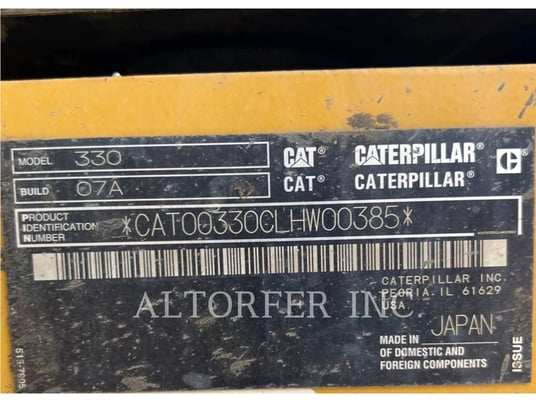 MODEL 330 CAT® CATERPILLAR® C
BUILD 07A CAT® CATERPILLAR®
PRODUCT
IDENTIFICATION *CAT00330CLHW00385*
NUMBER
PIN
CATERPILLAR INC.
PEORIA, IL 61629
USA
ALTORFER INC.
JAPAN
MADE IN
OF DOMESTIC AND
FOREIGN COMPONENTS
ISSUE